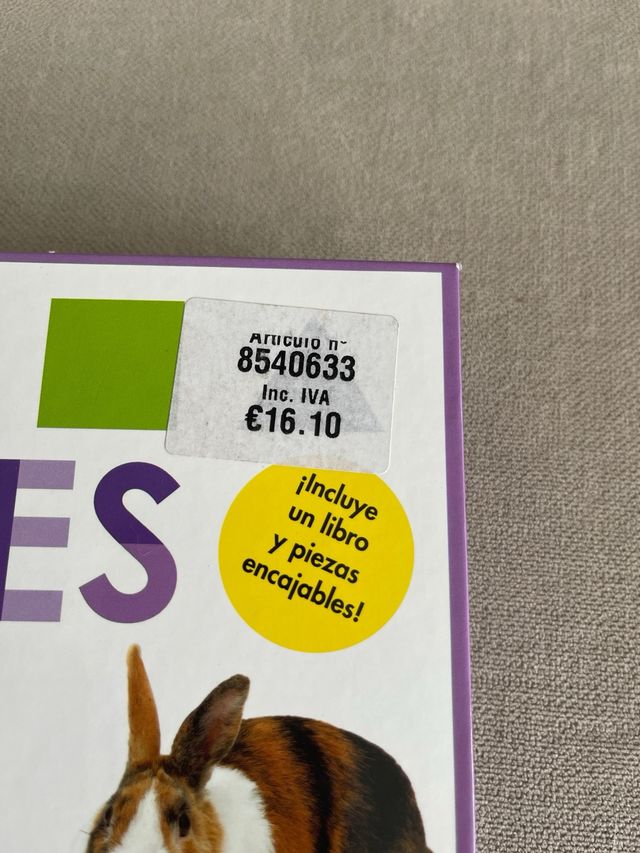 Artículo nº
8540633
Inc. IVA
€16.10
ES
¡Incluye
un libro
y piezas
encajables!